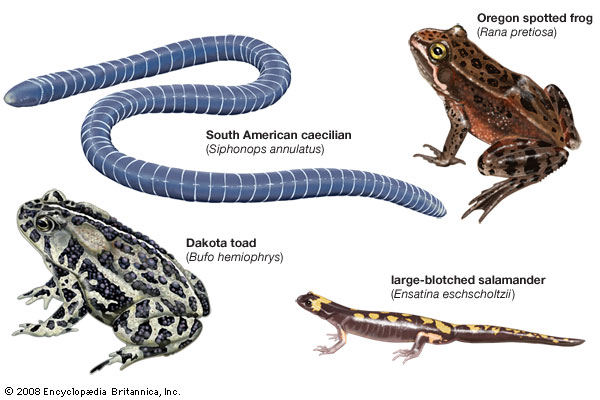 Oregon spotted frog
(Rana pretiosa)
South American caecilian
(Siphonops annulatus)
Dakota toad
(Bufo hemiophrys)
large-blotched salamander
(Ensatina eschscholtzii)
© 2008 Encyclopædia Britannica, Inc.